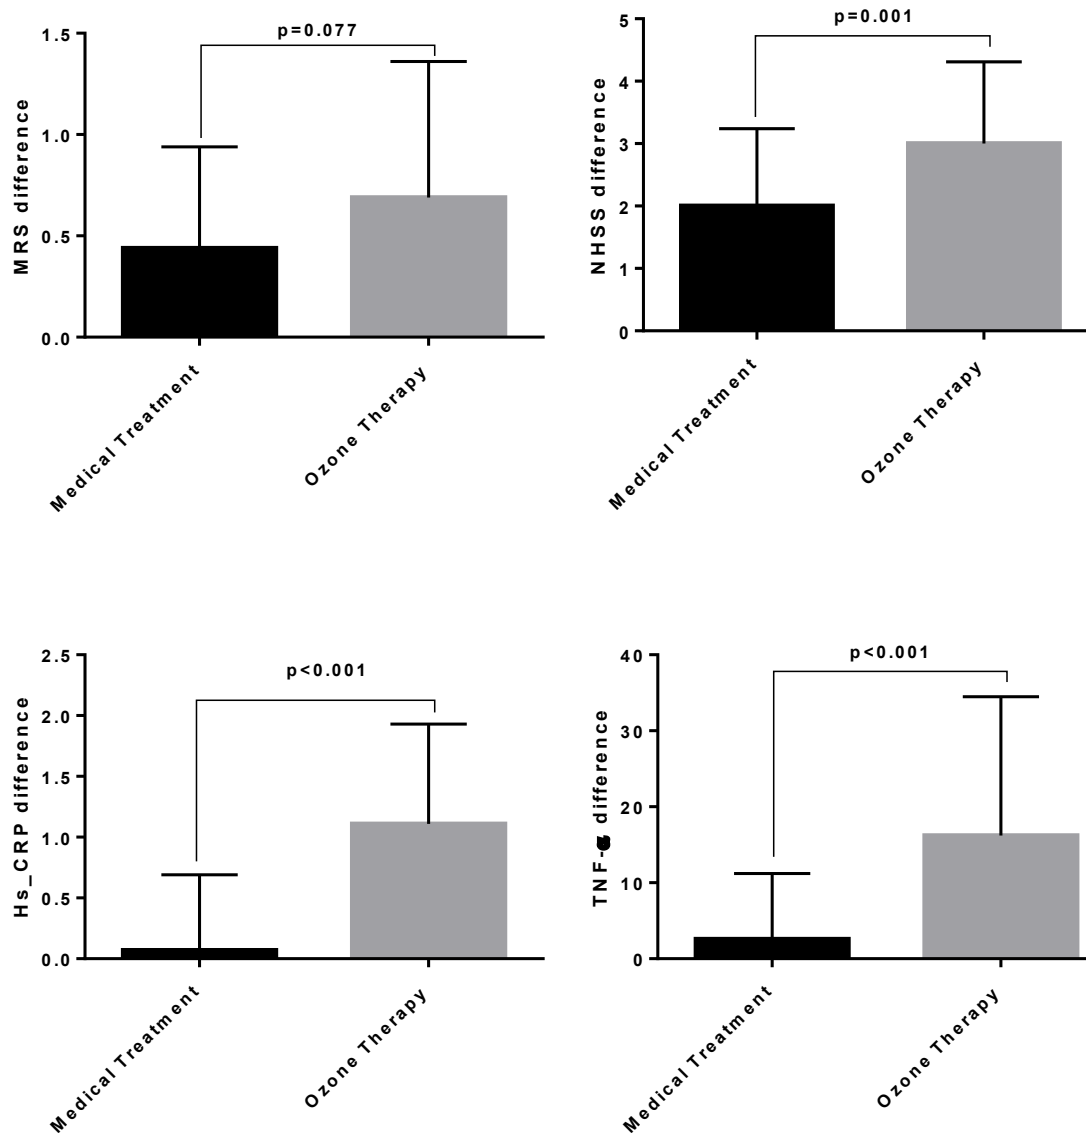 p=0.077
MRS difference
1.5
1.0
0.5
0.0
Medical Treatment
Ozone Therapy
p=0.001
NHSS difference
5
4
3
2
1
0
Medical Treatment
Ozone Therapy
p<0.001
Hs_CRP difference
2.5
2.0
1.5
1.0
0.5
0.0
Medical Treatment
Ozone Therapy
p<0.001
TNF-α difference
40
30
20
10
0
Medical Treatment
Ozone Therapy